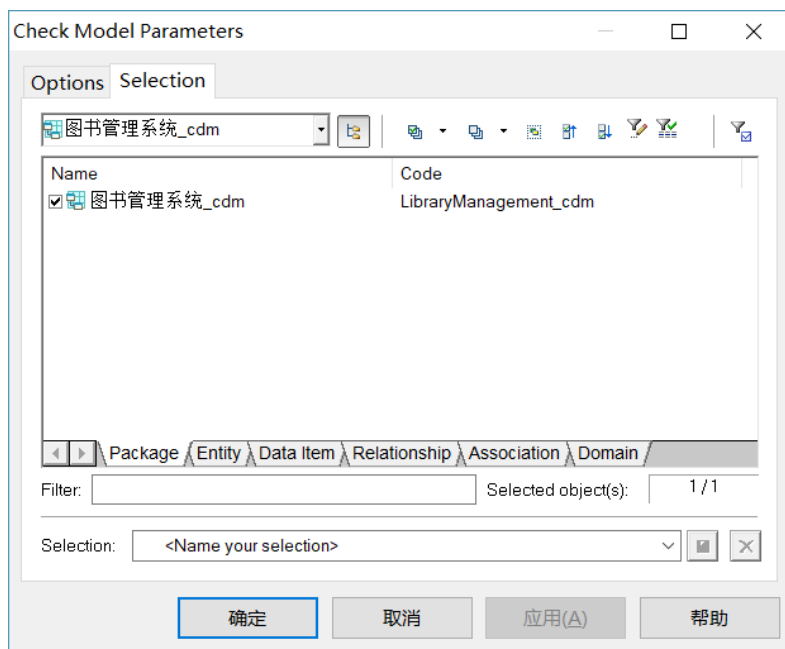 Check Model Parameters
Options Selection
图书管理系统_cdm
Name Code
图书管理系统_cdm LibraryManagement_cdm
Package Entity Data Item Relationship Association Domain
Filter: Selected object(s): 1/1
Selection: <Name your selection>
确定 取消 应用(A) 帮助